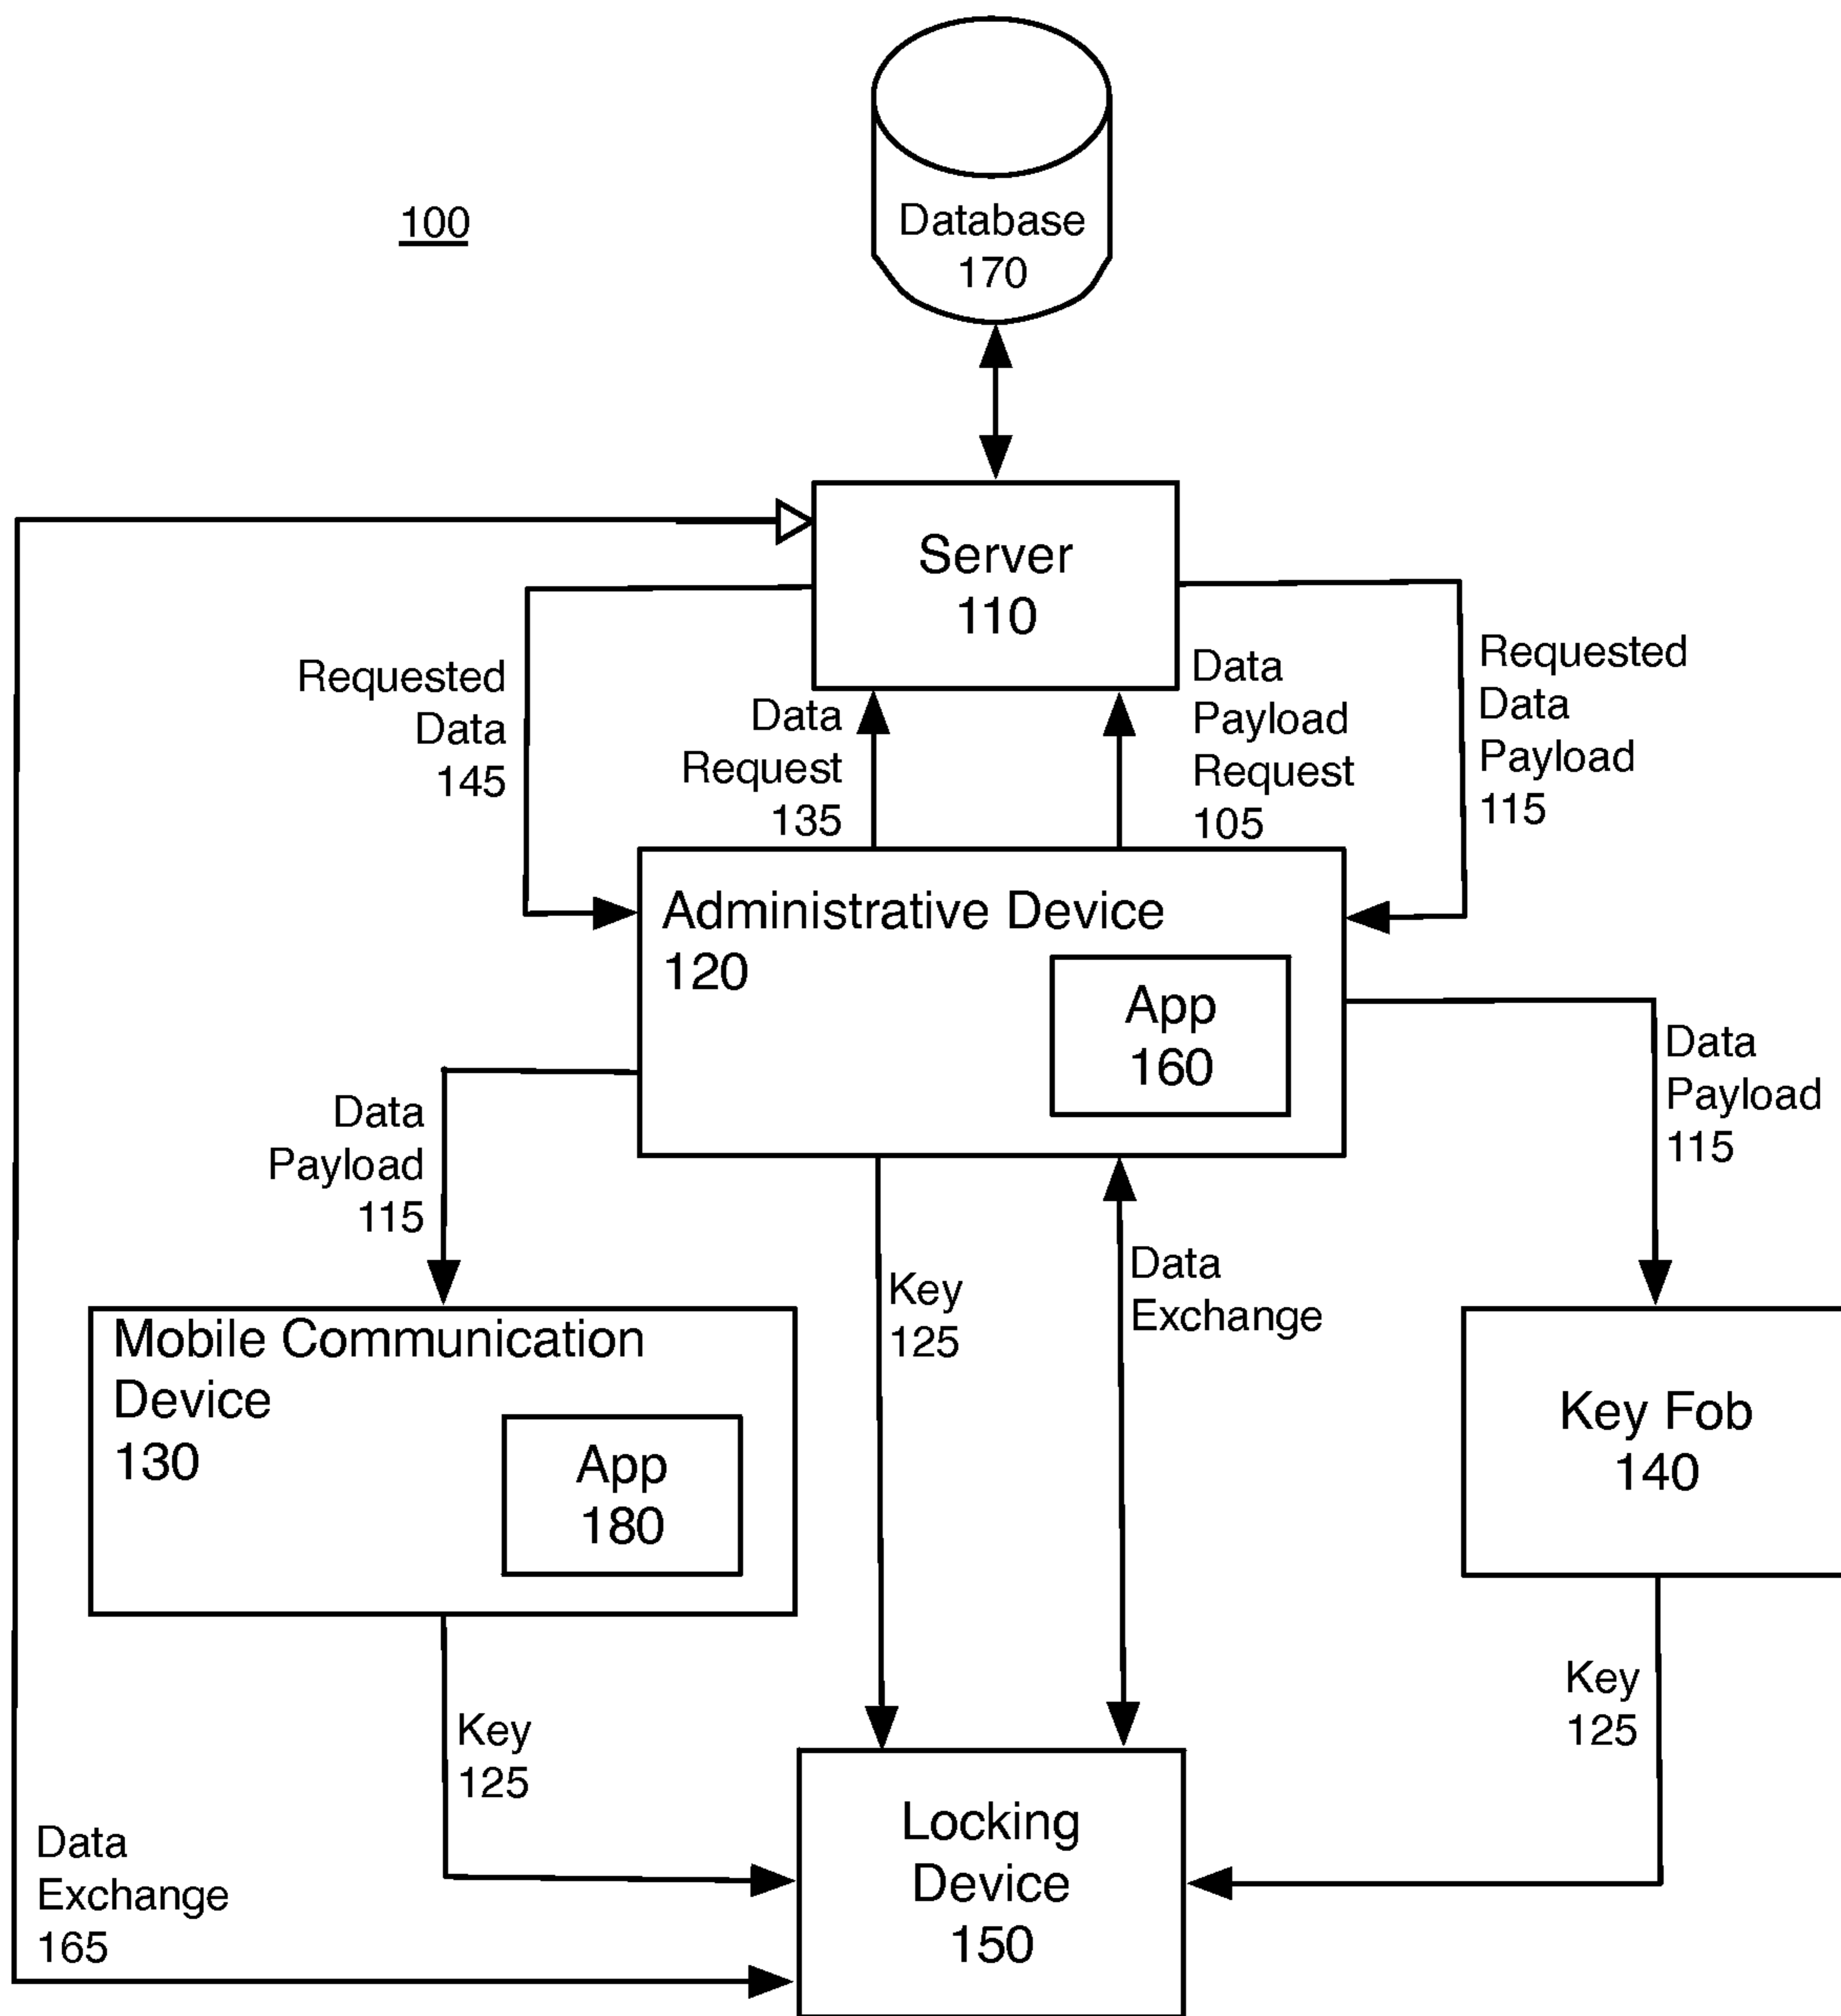 100
Database
170
Server
110
Requested
Data
145
Data
Request
135
Data
Payload
Request
105
Requested
Data
Payload
115
Administrative Device
120
App
160
Data
Payload
115
Data
Payload
115
Key
125
Data
Exchange
Mobile Communication
Device
130
App
180
Key Fob
140
Key
125
Key
125
Locking
Device
150
Data
Exchange
165